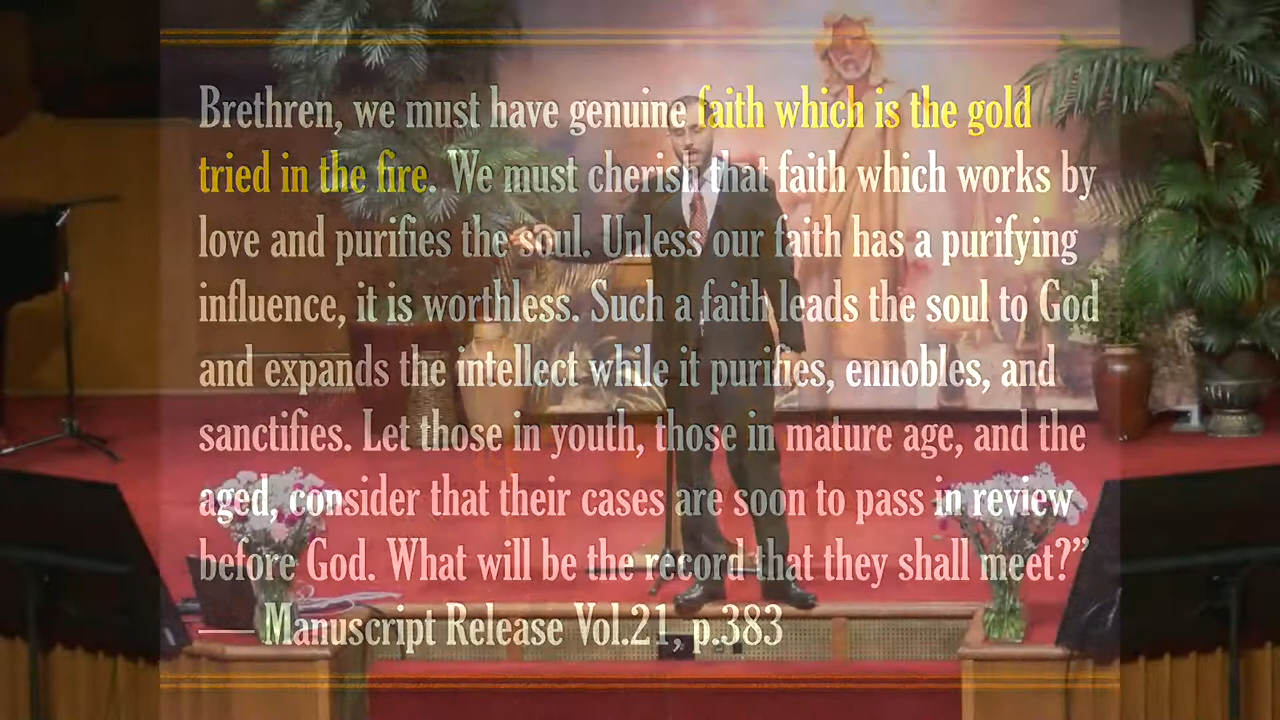 Brethren, we must have genuine faith which is the gold
tried in the fire. We must cherish that faith which works by
love and purifies the soul. Unless our faith has a purifying
influence, it is worthless. Such a faith leads the soul to God
and expands the intellect while it purifies, ennobles, and
sanctifies. Let those in youth, those in mature age, and the
aged, consider that their cases are soon to pass in review
before God. What will be the record that they shall meet?”
— Manuscript Release Vol.21, p.383